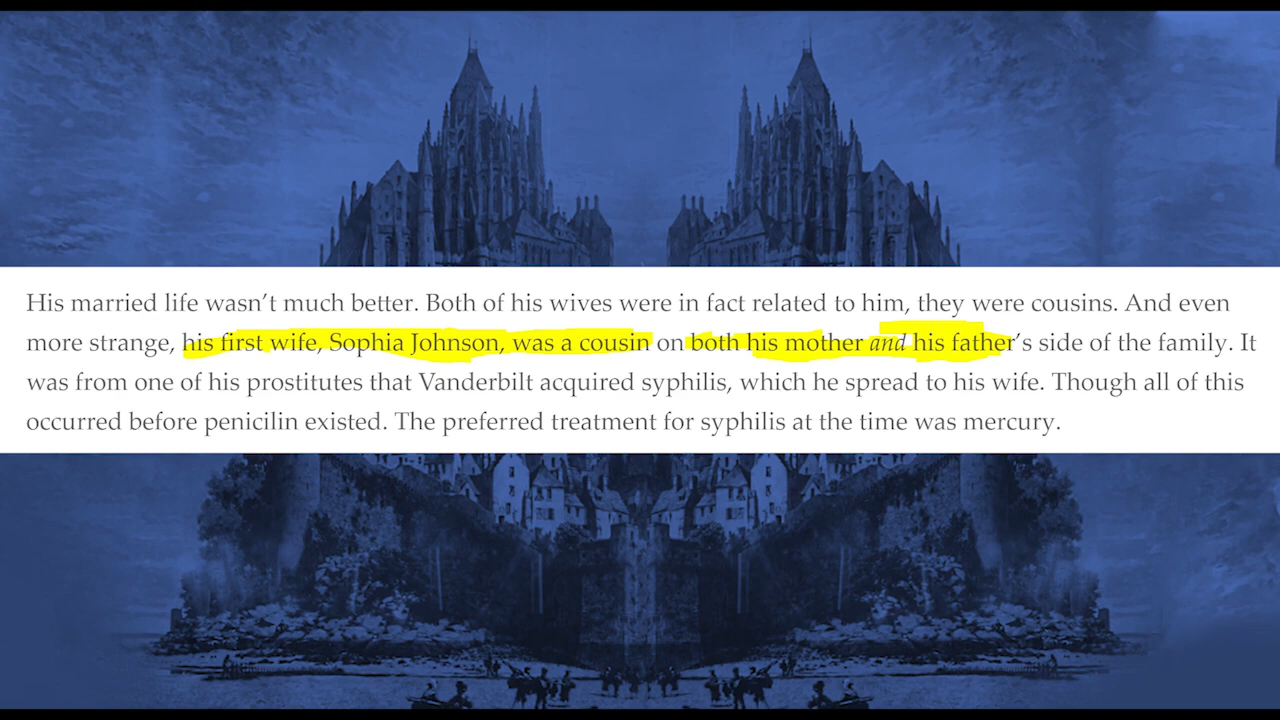 His married life wasn’t much better. Both of his wives were in fact related to him, they were cousins. And even
more strange, his first wife, Sophia Johnson, was a cousin on both his mother and his father’s side of the family. It
was from one of his prostitutes that Vanderbilt acquired syphilis, which he spread to his wife. Though all of this
occurred before penicilin existed. The preferred treatment for syphilis at the time was mercury.